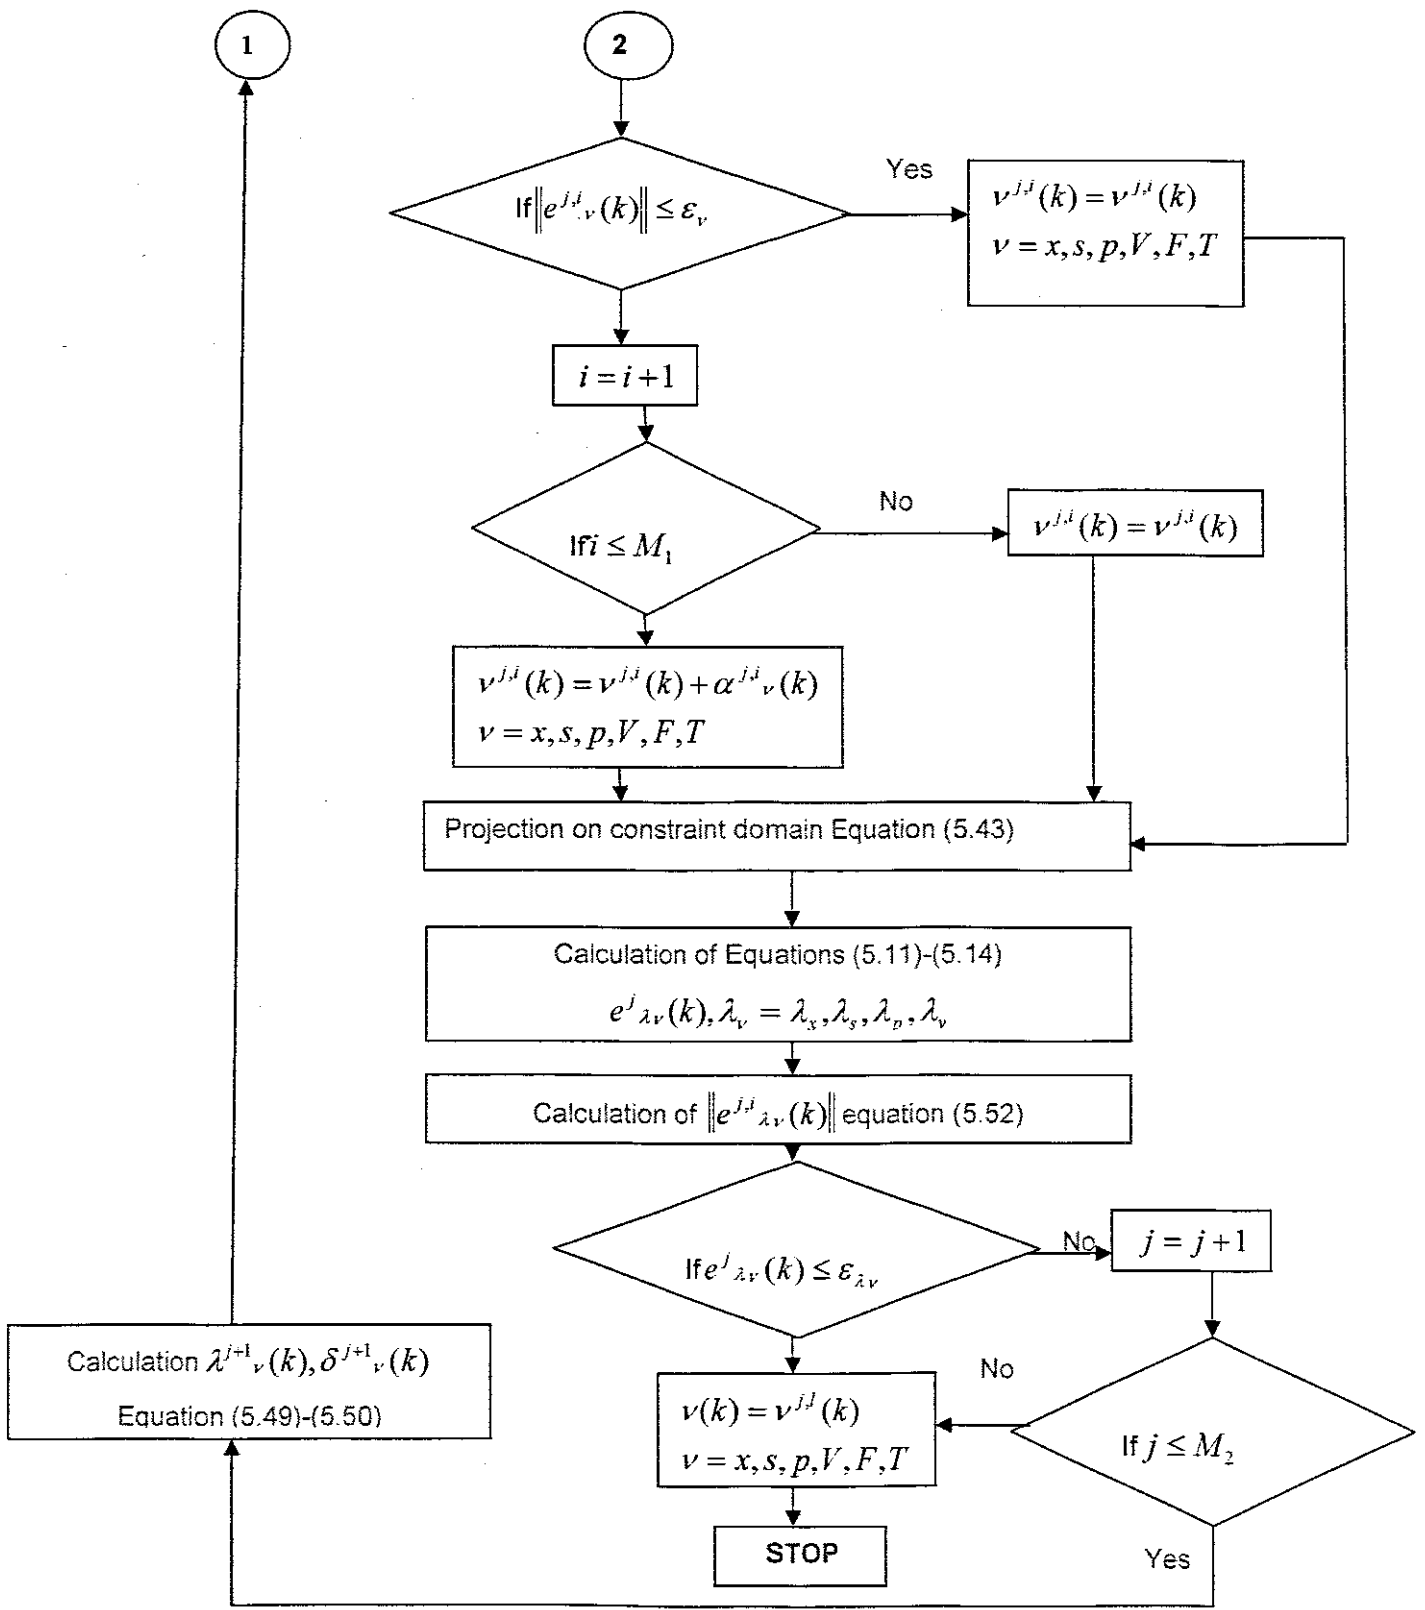 1
2
If ‖e^{j,i}_ν(k)‖ ≤ ε_ν
Yes
ν^{j,i}(k) = ν^{j,i}(k)
ν = x, s, p, V, F, T
i = i + 1
If i ≤ M_1
No
ν^{j,i}(k) = ν^{j,i}(k)
ν^{j,i}(k) = ν^{j,i}(k) + α^{j,i}_ν(k)
ν = x, s, p, V, F, T
Projection on constraint domain Equation (5.43)
Calculation of Equations (5.11)-(5.14)
e^j_{λν}(k), λ_ν = λ_x, λ_s, λ_p, λ_v
Calculation of ‖e^{j,i}_{λν}(k)‖ equation (5.52)
If e^j_{λν}(k) ≤ ε_{λν}
No
j = j + 1
Calculation λ^{j+1}_ν(k), δ^{j+1}_ν(k)
Equation (5.49)-(5.50)
No
ν(k) = ν^{j,i}(k)
ν = x, s, p, V, F, T
If j ≤ M_2
STOP
Yes